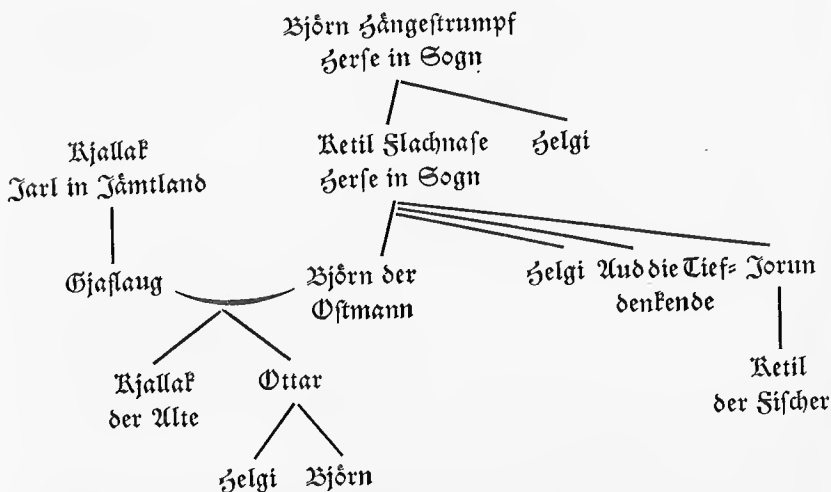 Björn Hängestrumpf
Herse in Sogn
Kjallak
Jarl in Jämtland
Ketil Flachnase
Herse in Sogn
Helgi
Gjaflaug
Björn der
Ostmann
Helgi
Aud die Tief=
denkende
Jorun
Kjallak
der Alte
Ottar
Ketil
der Fischer
Helgi
Björn